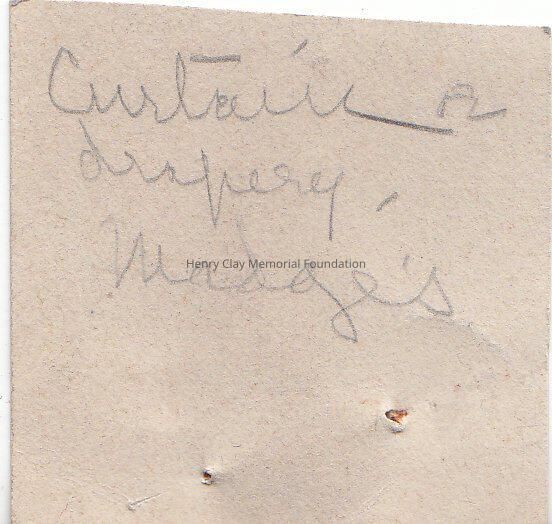 Curtain &
drapery,
Madge's
Henry Clay Memorial Foundation